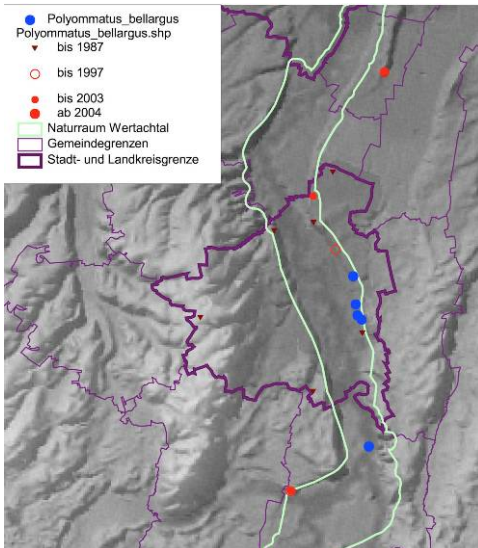 Polyommatus_bellargus
Polyommatus_bellargus.shp
bis 1987
bis 1997
bis 2003
ab 2004
Naturraum Wertachtal
Gemeindegrenzen
Stadt- und Landkreisgrenze